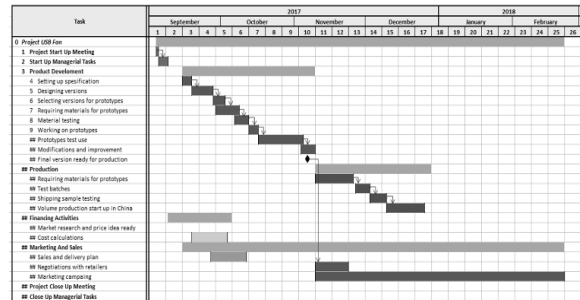 Task
2017
2018
September October November December January February
1 2 3 4 5 6 7 8 9 10 11 12 13 14 15 16 17 18 19 20 21 22 23 24 25 26
0 Project USB Fan
1 Project Start Up Meeting
2 Start Up Managerial Tasks
3 Product Develoment
4 Setting up spesification
5 Designing versions
6 Selecting versions for prototypes
7 Requiring materials for prototypes
8 Material testing
9 Working on prototypes
## Prototypes test use
## Modifications and improvement
## Final version ready for production
## Production
## Requiring materials for prototypes
## Test batches
## Shipping sample testing
## Volume production start up in China
## Financing Activities
## Market research and price idea ready
## Cost calculations
## Marketing And Sales
## Sales and delivery plan
## Negotiations with retailers
## Marketing campaing
## Project Close Up Meeting
## Close Up Managerial Tasks